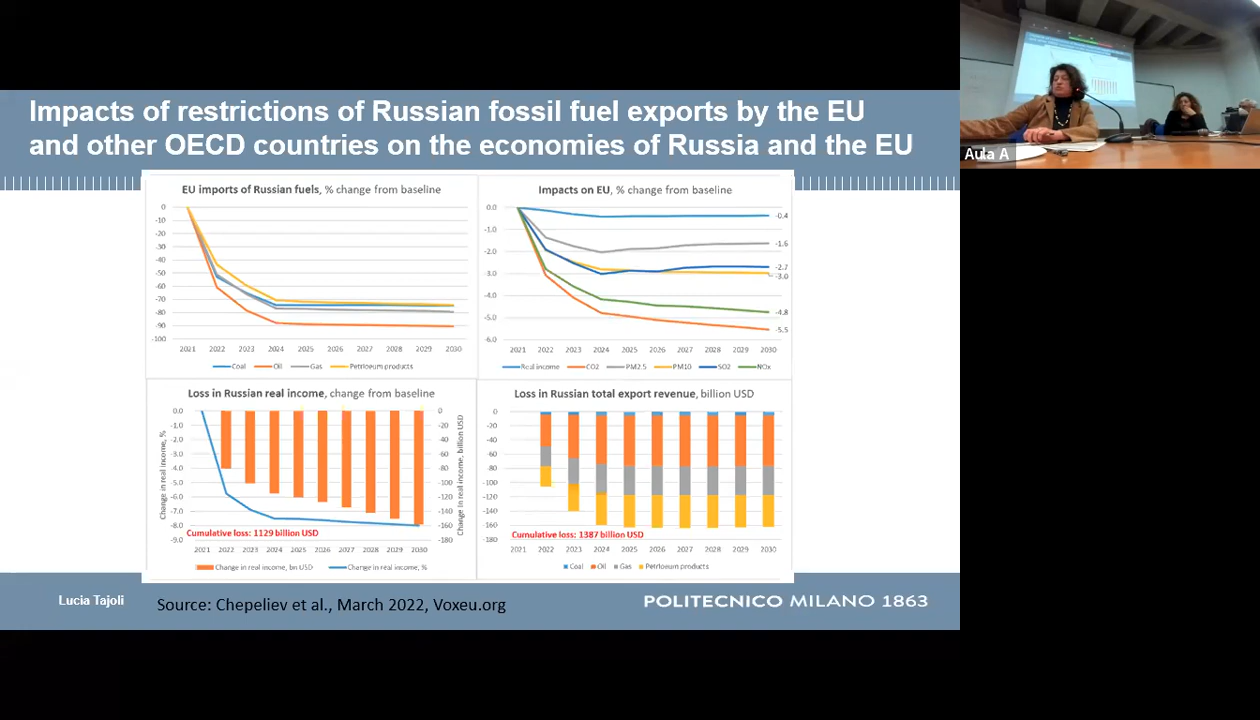 Impacts of restrictions of Russian fossil fuel exports by the EU
and other OECD countries on the economies of Russia and the EU
EU imports of Russian fuels, % change from baseline
0
-10
-20
-30
-40
-50
-60
-70
-80
-90
-100
2021 2022 2023 2024 2025 2026 2027 2028 2029 2030
Coal Oil Gas Petrloeum products
Impacts on EU, % change from baseline
0.0
-1.0
-2.0
-3.0
-4.0
-5.0
6.0
-0.4
-1.6
-2.7
-3.0
-4.8
-5.5
2021 2022 2023 2024 2025 2026 2027 2028 2029 2030
Real income CO2 PM2.5 PM10 SO2 NOx
Loss in Russian real income, change from baseline
Change in real income, %
0.0
-1.0
-2.0
-3.0
-4.0
-5.0
-6.0
-7.0
-8.0
-9.0
0
-20
-40
-60
-80
-100
-120
-140
-160
-180
Change in real income, billion USD
Cumulative loss: 1129 billion USD
2021 2022 2023 2024 2025 2026 2027 2028 2029 2030
Change in real income, bn USD Change in real income, %
Loss in Russian total export revenue, billion USD
0
-20
-40
-60
-80
-100
-120
-140
-160
-180
Cumulative loss: 1387 billion USD
2021 2022 2023 2024 2025 2026 2027 2028 2029 2030
Coal Oil Gas Petrloeum products
Lucia Tajoli
Source: Chepeliev et al., March 2022, Voxeu.org
POLITECNICO MILANO 1863
Aula A